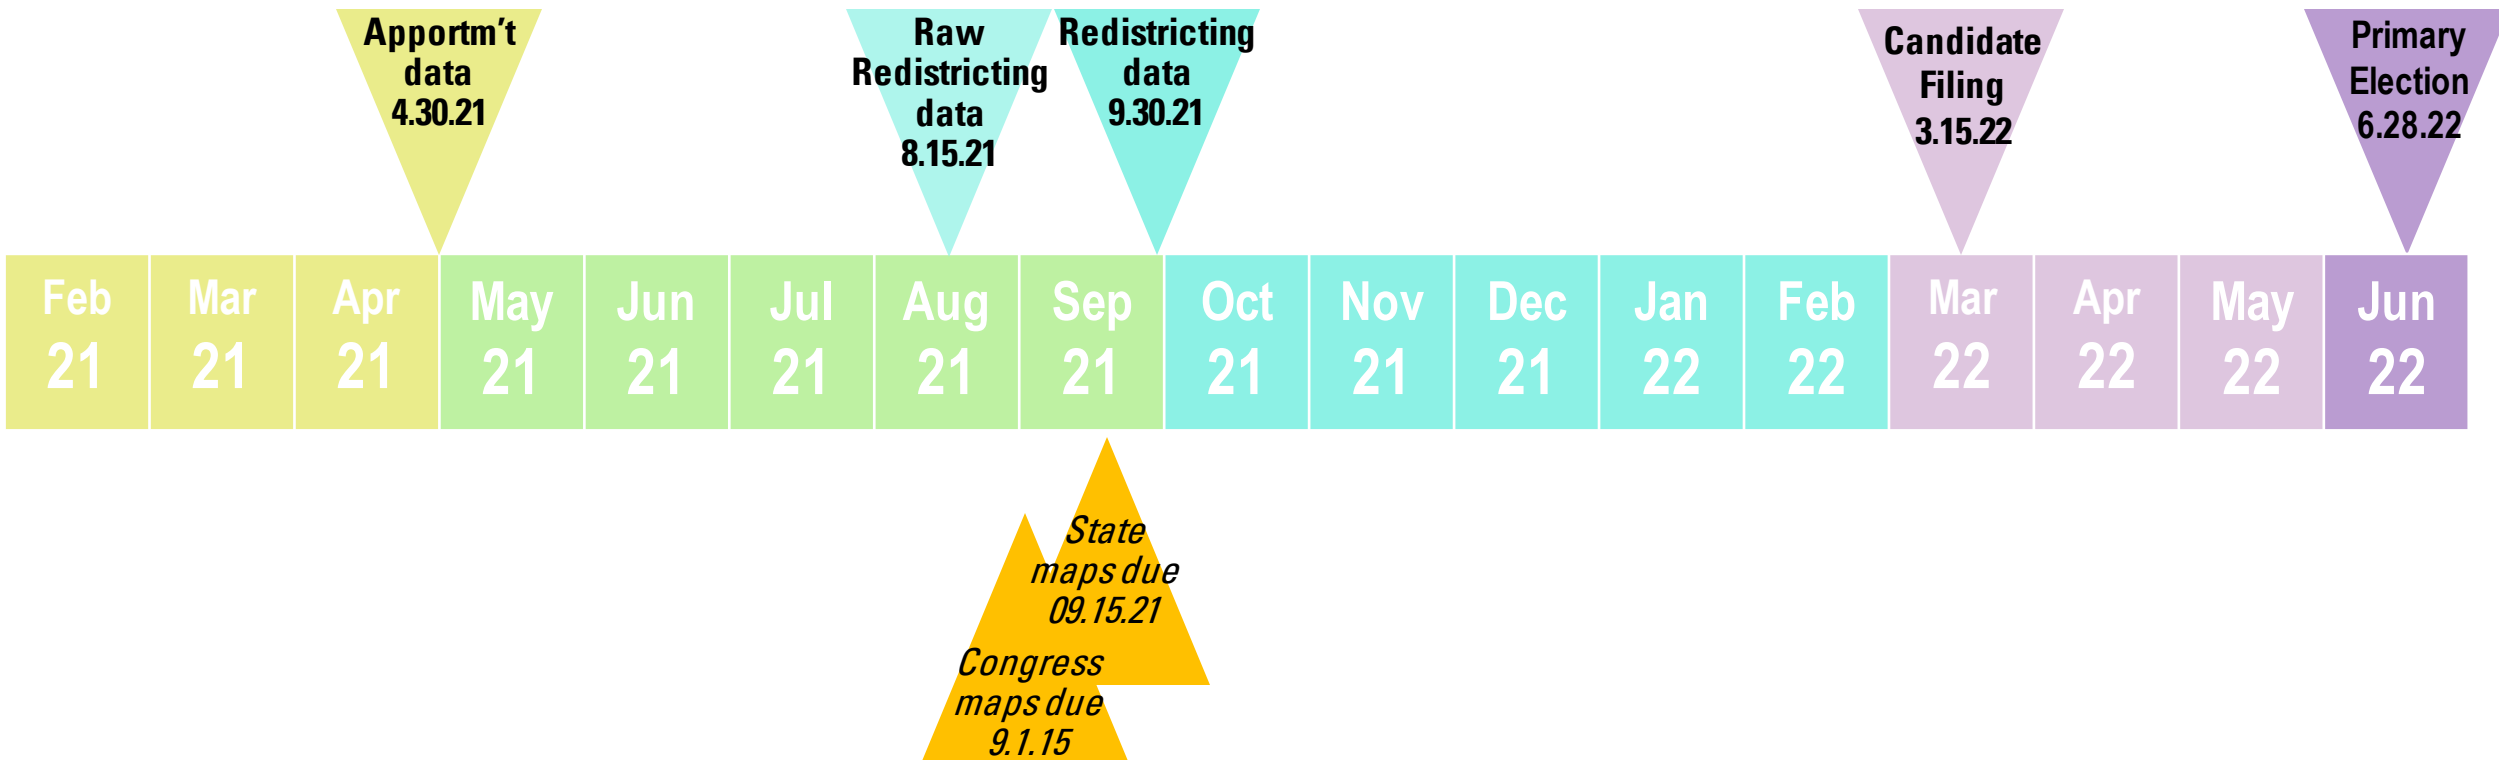 Apportm't
data
4.30.21
Raw
Redistricting
data
8.15.21
Redistricting
data
9.30.21
Candidate
Filing
3.15.22
Primary
Election
6.28.22
Feb
21
Mar
21
Apr
21
May
21
Jun
21
Jul
21
Aug
21
Sep
21
Oct
21
Nov
21
Dec
21
Jan
22
Feb
22
Mar
22
Apr
22
May
22
Jun
22
State
maps due
09.15.21
Congress
maps due
9.1.15